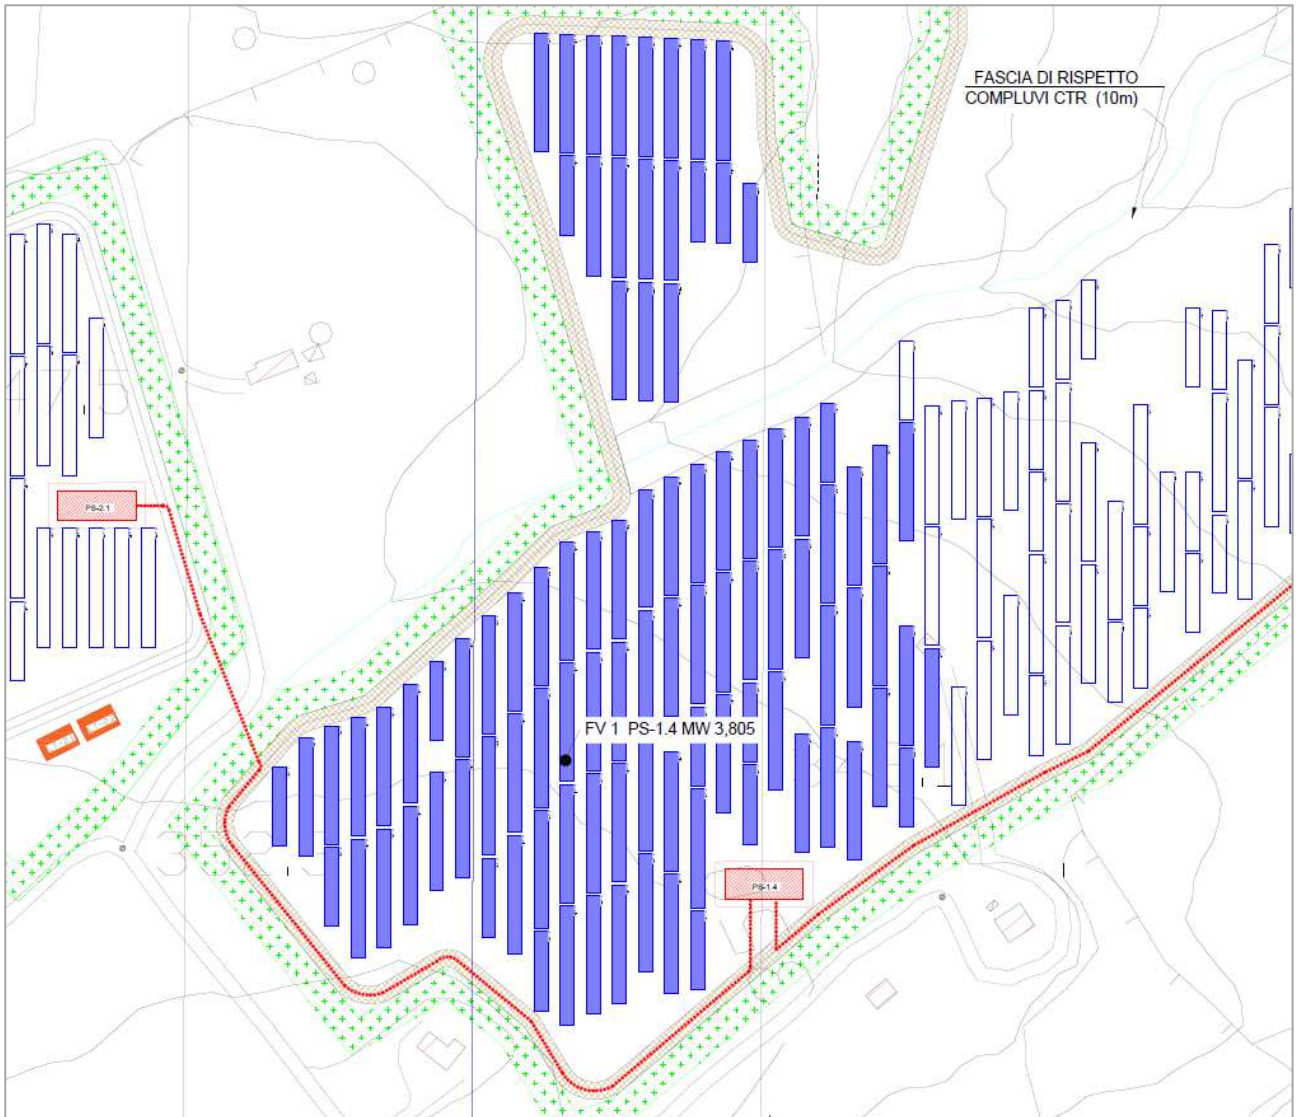 FASCIA DI RISPETTO
COMPLUVI CTR (10m)
PS-2.1
FV 1 PS-1.4 MW 3,805
PS-1.4